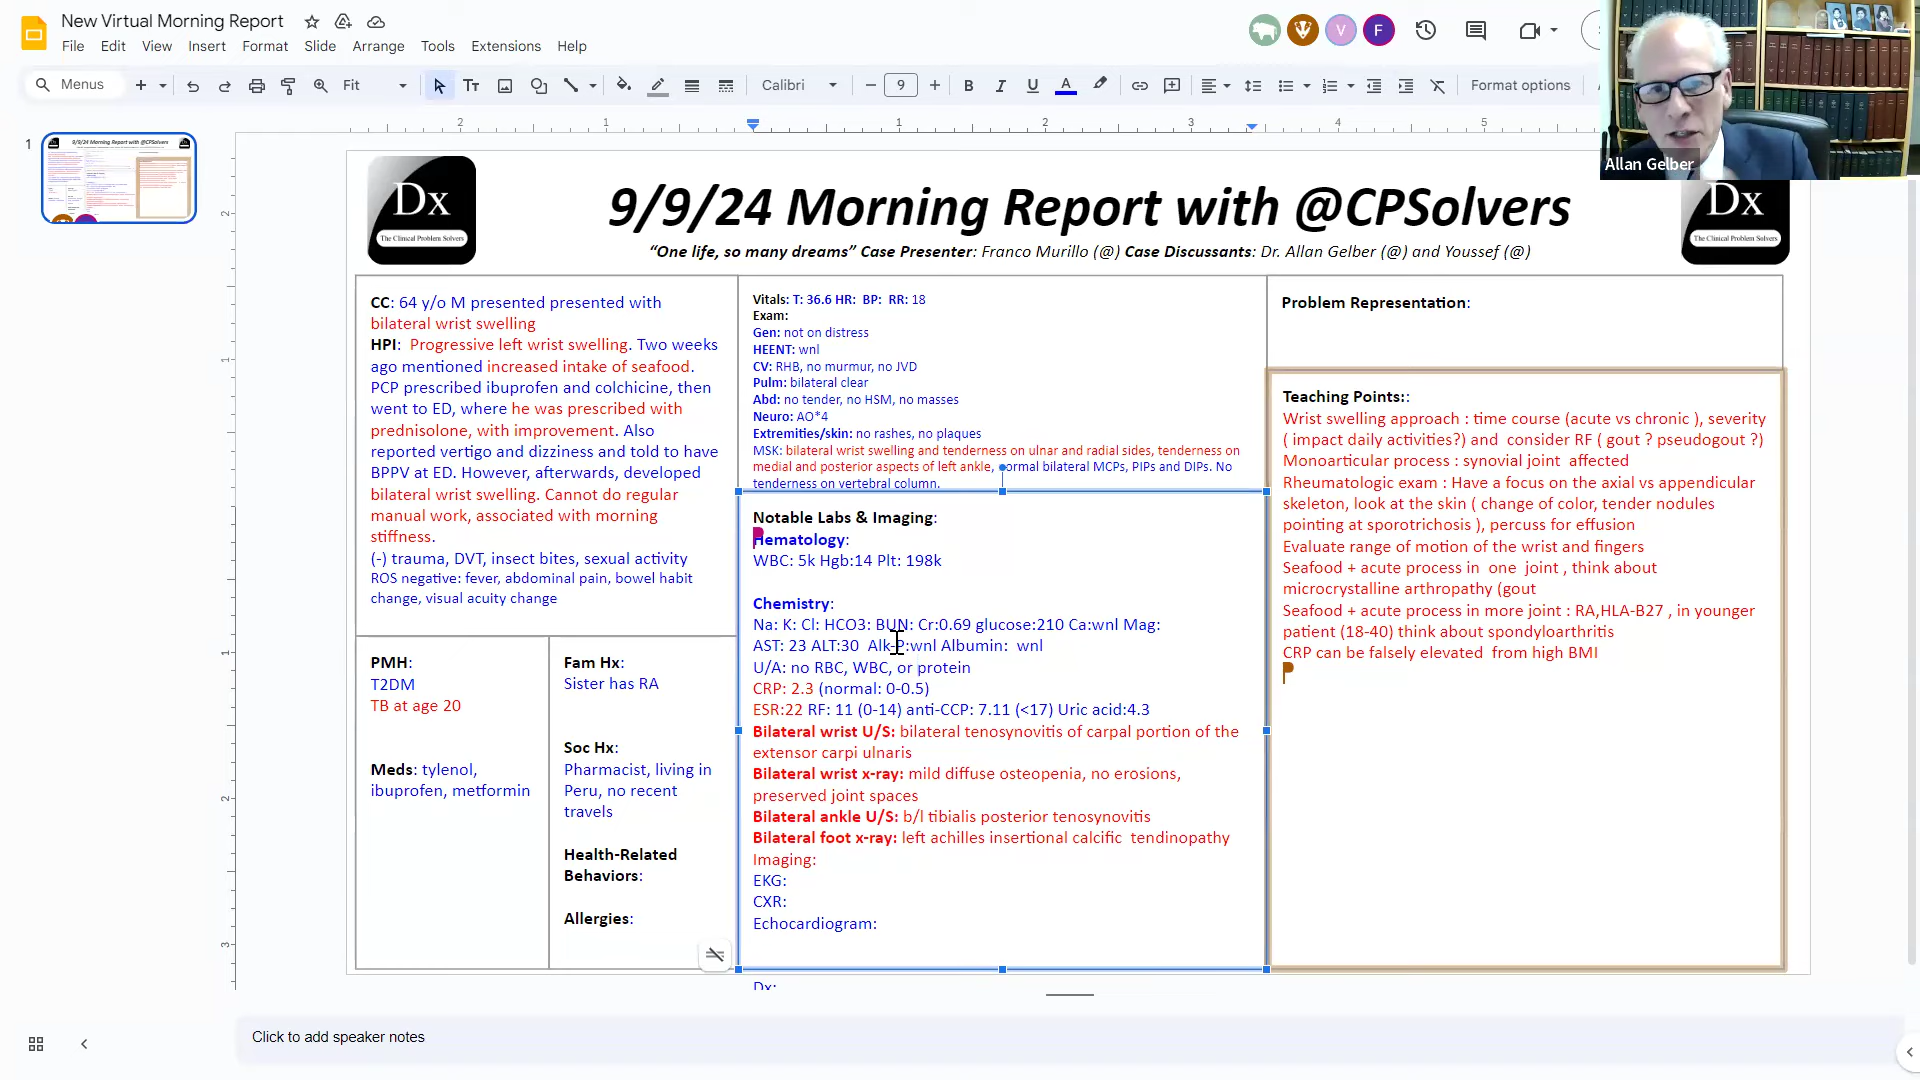 New Virtual Morning Report
File Edit View Insert Format Slide Arrange Tools Extensions Help
V
F
Menus
Fit
Calibri
9
Format options
Allan Gelber
1
2 1 1 2 3 4 5
2
1
1
2
3
Dx
The Clinical Problem Solvers
9/9/24 Morning Report with @CPSolvers
“One life, so many dreams” Case Presenter: Franco Murillo (@) Case Discussants: Dr. Allan Gelber (@) and Youssef (@)
Dx
The Clinical Problem Solvers
CC: 64 y/o M presented presented with
bilateral wrist swelling
HPI: Progressive left wrist swelling. Two weeks
ago mentioned increased intake of seafood.
PCP prescribed ibuprofen and colchicine, then
went to ED, where he was prescribed with
prednisolone, with improvement. Also
reported vertigo and dizziness and told to have
BPPV at ED. However, afterwards, developed
bilateral wrist swelling. Cannot do regular
manual work, associated with morning
stiffness.
(-) trauma, DVT, insect bites, sexual activity
ROS negative: fever, abdominal pain, bowel habit
change, visual acuity change
PMH:
T2DM
TB at age 20
Meds: tylenol,
ibuprofen, metformin
Fam Hx:
Sister has RA
Soc Hx:
Pharmacist, living in
Peru, no recent
travels
Health-Related
Behaviors:
Allergies:
Vitals: T: 36.6 HR: BP: RR: 18
Exam:
Gen: not on distress
HEENT: wnl
CV: RHB, no murmur, no JVD
Pulm: bilateral clear
Abd: no tender, no HSM, no masses
Neuro: AO*4
Extremities/skin: no rashes, no plaques
MSK: bilateral wrist swelling and tenderness on ulnar and radial sides, tenderness on
medial and posterior aspects of left ankle, normal bilateral MCPs, PIPs and DIPs. No
tenderness on vertebral column.
Notable Labs & Imaging:
Hematology:
WBC: 5k Hgb:14 Plt: 198k
Chemistry:
Na: K: Cl: HCO3: BUN: Cr:0.69 glucose:210 Ca:wnl Mag:
AST: 23 ALT:30 Alk-P:wnl Albumin: wnl
U/A: no RBC, WBC, or protein
CRP: 2.3 (normal: 0-0.5)
ESR:22 RF: 11 (0-14) anti-CCP: 7.11 (<17) Uric acid:4.3
Bilateral wrist U/S: bilateral tenosynovitis of carpal portion of the
extensor carpi ulnaris
Bilateral wrist x-ray: mild diffuse osteopenia, no erosions,
preserved joint spaces
Bilateral ankle U/S: b/l tibialis posterior tenosynovitis
Bilateral foot x-ray: left achilles insertional calcific tendinopathy
Imaging:
EKG:
CXR:
Echocardiogram:
Dx:
Problem Representation:
Teaching Points::
Wrist swelling approach : time course (acute vs chronic ), severity
( impact daily activities?) and consider RF ( gout ? pseudogout ?)
Monoarticular process : synovial joint affected
Rheumatologic exam : Have a focus on the axial vs appendicular
skeleton, look at the skin ( change of color, tender nodules
pointing at sporotrichosis ), percuss for effusion
Evaluate range of motion of the wrist and fingers
Seafood + acute process in one joint , think about
microcrystalline arthropathy (gout
Seafood + acute process in more joint : RA,HLA-B27 , in younger
patient (18-40) think about spondyloarthritis
CRP can be falsely elevated from high BMI
Click to add speaker notes